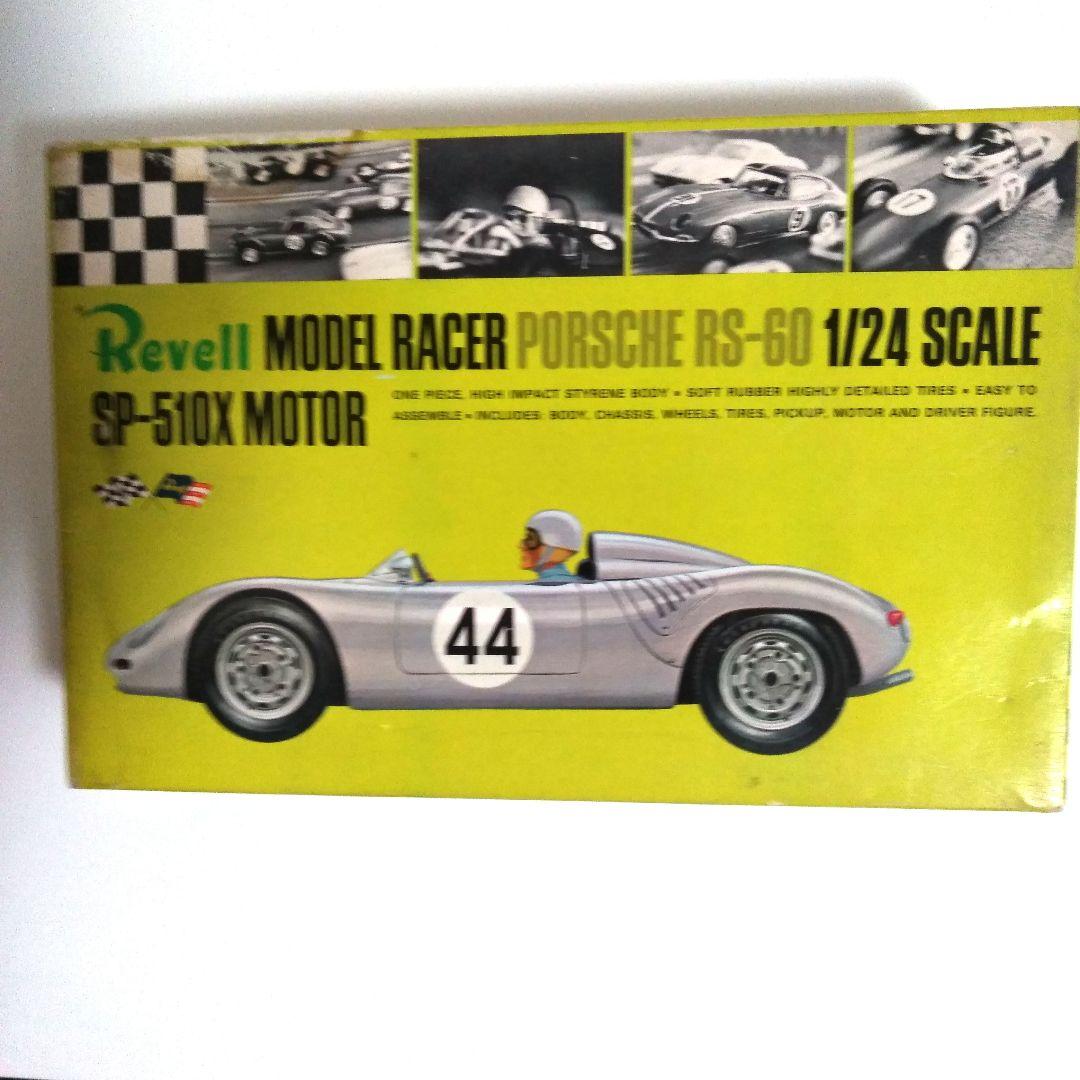 Revell MODEL RACER PORSCHE RS-60 1/24 SCALE
SP-510X MOTOR
ONE PIECE, HIGH IMPACT STYRENE BODY • SOFT RUBBER HIGHLY DETAILED TIRES • EASY TO
ASSEMBLE • INCLUDES: BODY, CHASSIS, WHEELS, TIRES, PICKUP, MOTOR AND DRIVER FIGURE.
44